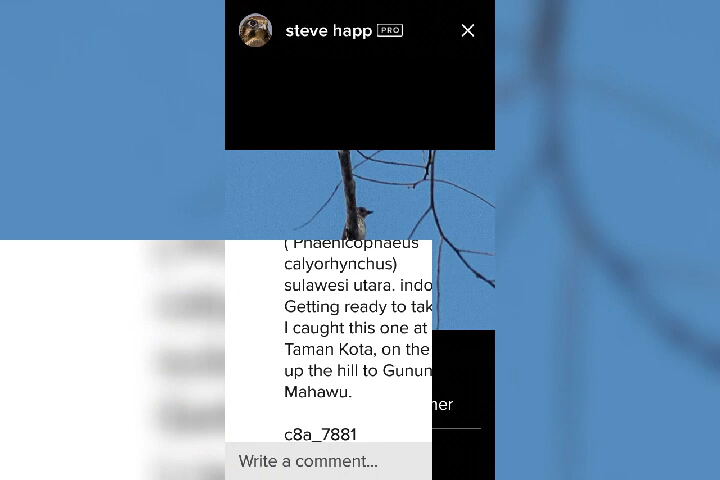 steve happ PRO
( Phaenicophaeus
calyorhynchus)
sulawesi utara. indo
Getting ready to tak
I caught this one at
Taman Kota, on the
up the hill to Gunun
Mahawu.
her
c8a_7881
Write a comment...